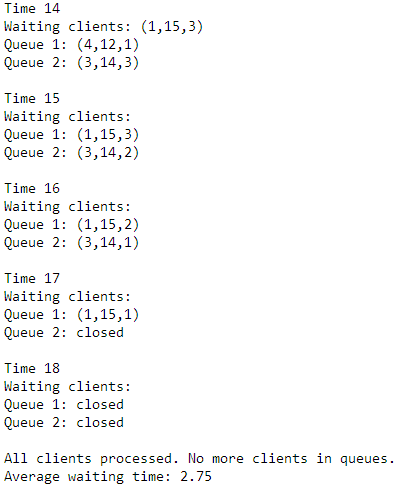 Time 14
Waiting clients: (1,15,3)
Queue 1: (4,12,1)
Queue 2: (3,14,3)
Time 15
Waiting clients:
Queue 1: (1,15,3)
Queue 2: (3,14,2)
Time 16
Waiting clients:
Queue 1: (1,15,2)
Queue 2: (3,14,1)
Time 17
Waiting clients:
Queue 1: (1,15,1)
Queue 2: closed
Time 18
Waiting clients:
Queue 1: closed
Queue 2: closed
All clients processed. No more clients in queues.
Average waiting time: 2.75